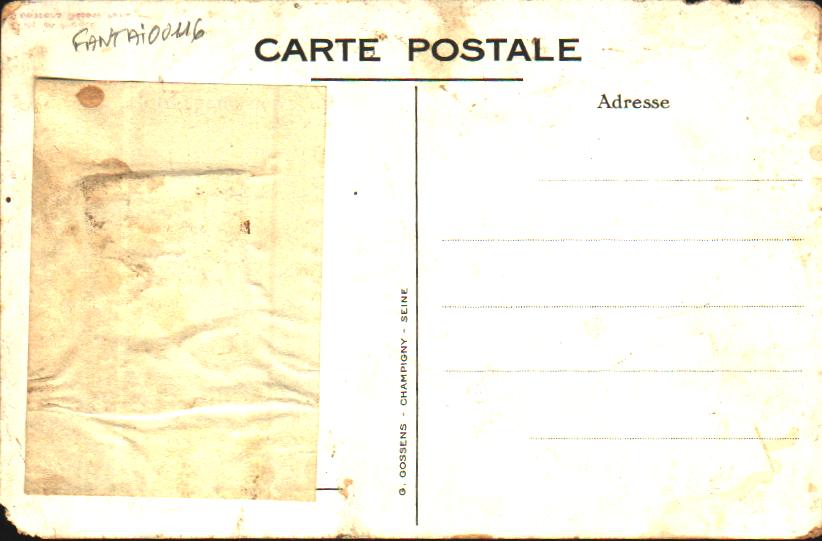 FANTAI00116
CARTE POSTALE
Adresse
G. GOSSENS - CHAMPIGNY - SEINE